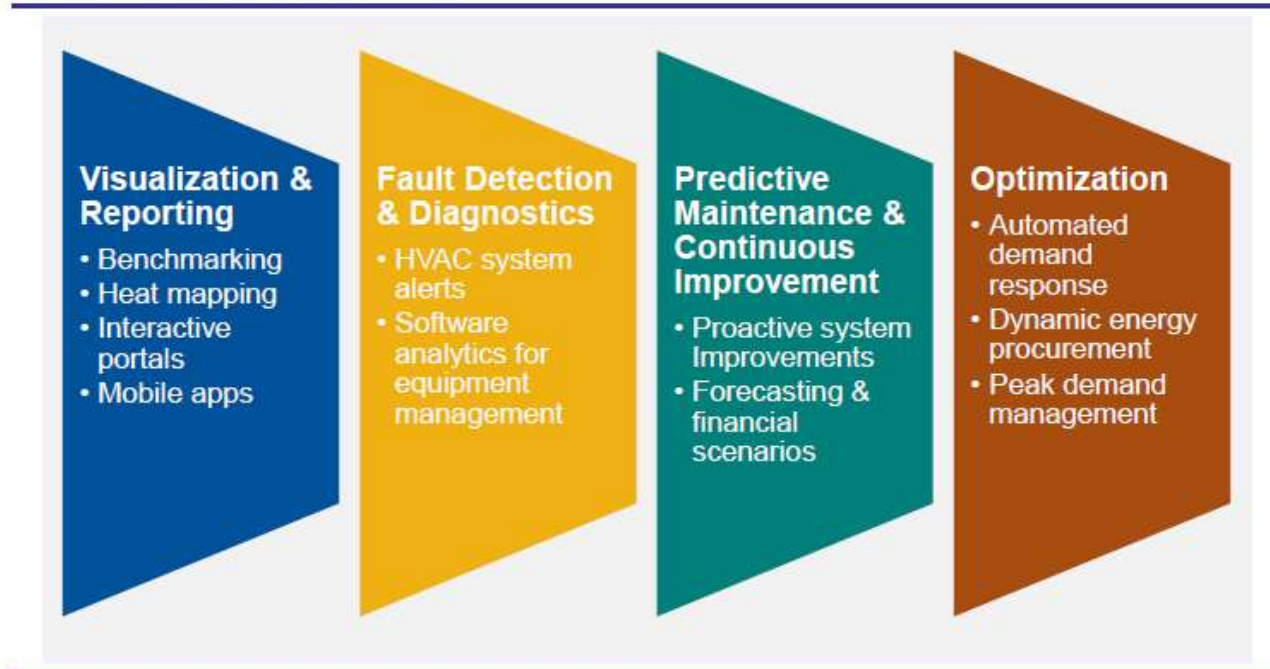 Visualization &
Reporting
• Benchmarking
• Heat mapping
• Interactive
portals
• Mobile apps
Fault Detection
& Diagnostics
• HVAC system
alerts
• Software
analytics for
equipment
management
Predictive
Maintenance &
Continuous
Improvement
• Proactive system
Improvements
• Forecasting &
financial
scenarios
Optimization
• Automated
demand
response
• Dynamic energy
procurement
• Peak demand
management